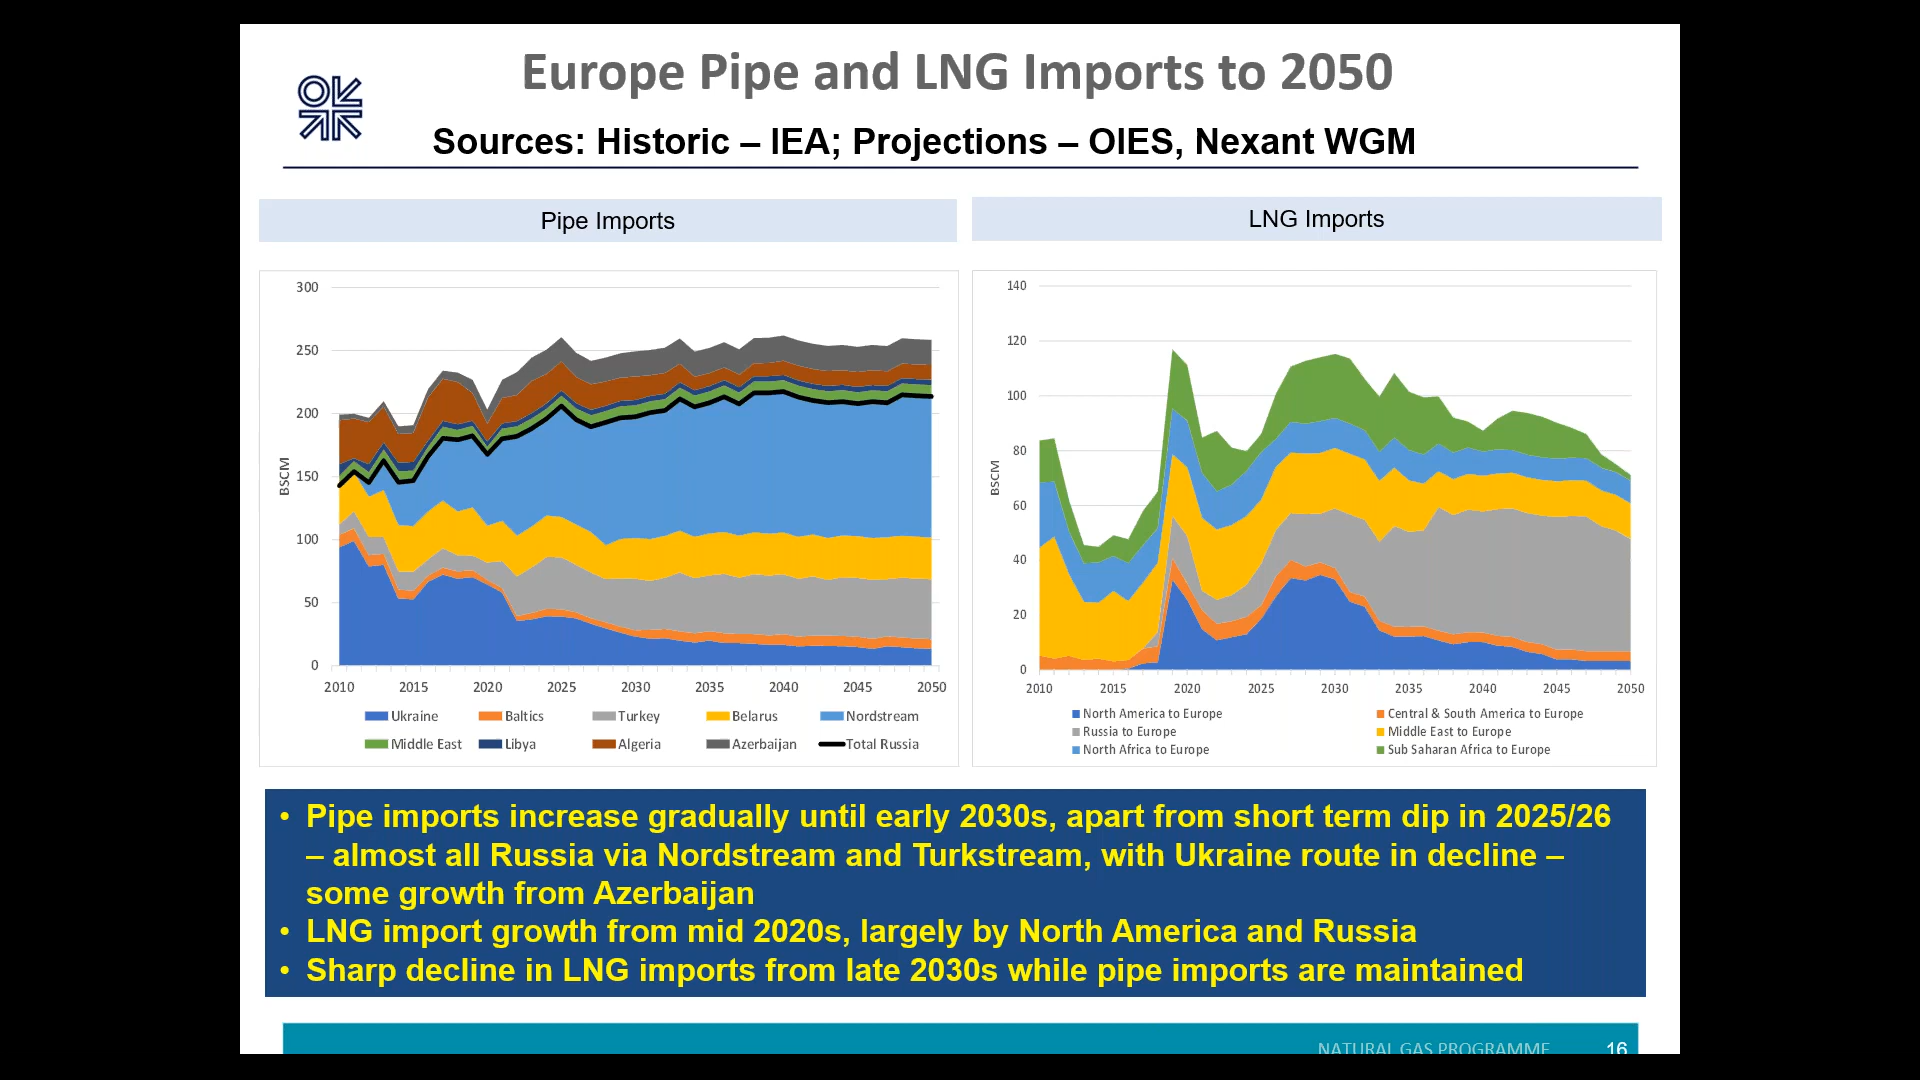 Europe Pipe and LNG Imports to 2050
Sources: Historic – IEA; Projections – OIES, Nexant WGM
Pipe Imports
LNG Imports
300
250
200
150
100
50
0
BSCM
2010 2015 2020 2025 2030 2035 2040 2045 2050
Ukraine Baltics Turkey Belarus Nordstream
Middle East Libya Algeria Azerbaijan Total Russia
140
120
100
80
60
40
20
0
BSCM
2010 2015 2020 2025 2030 2035 2040 2045 2050
North America to Europe Central & South America to Europe
Russia to Europe Middle East to Europe
North Africa to Europe Sub Saharan Africa to Europe
• Pipe imports increase gradually until early 2030s, apart from short term dip in 2025/26
– almost all Russia via Nordstream and Turkstream, with Ukraine route in decline –
some growth from Azerbaijan
• LNG import growth from mid 2020s, largely by North America and Russia
• Sharp decline in LNG imports from late 2030s while pipe imports are maintained
NATURAL GAS PROGRAMME 16